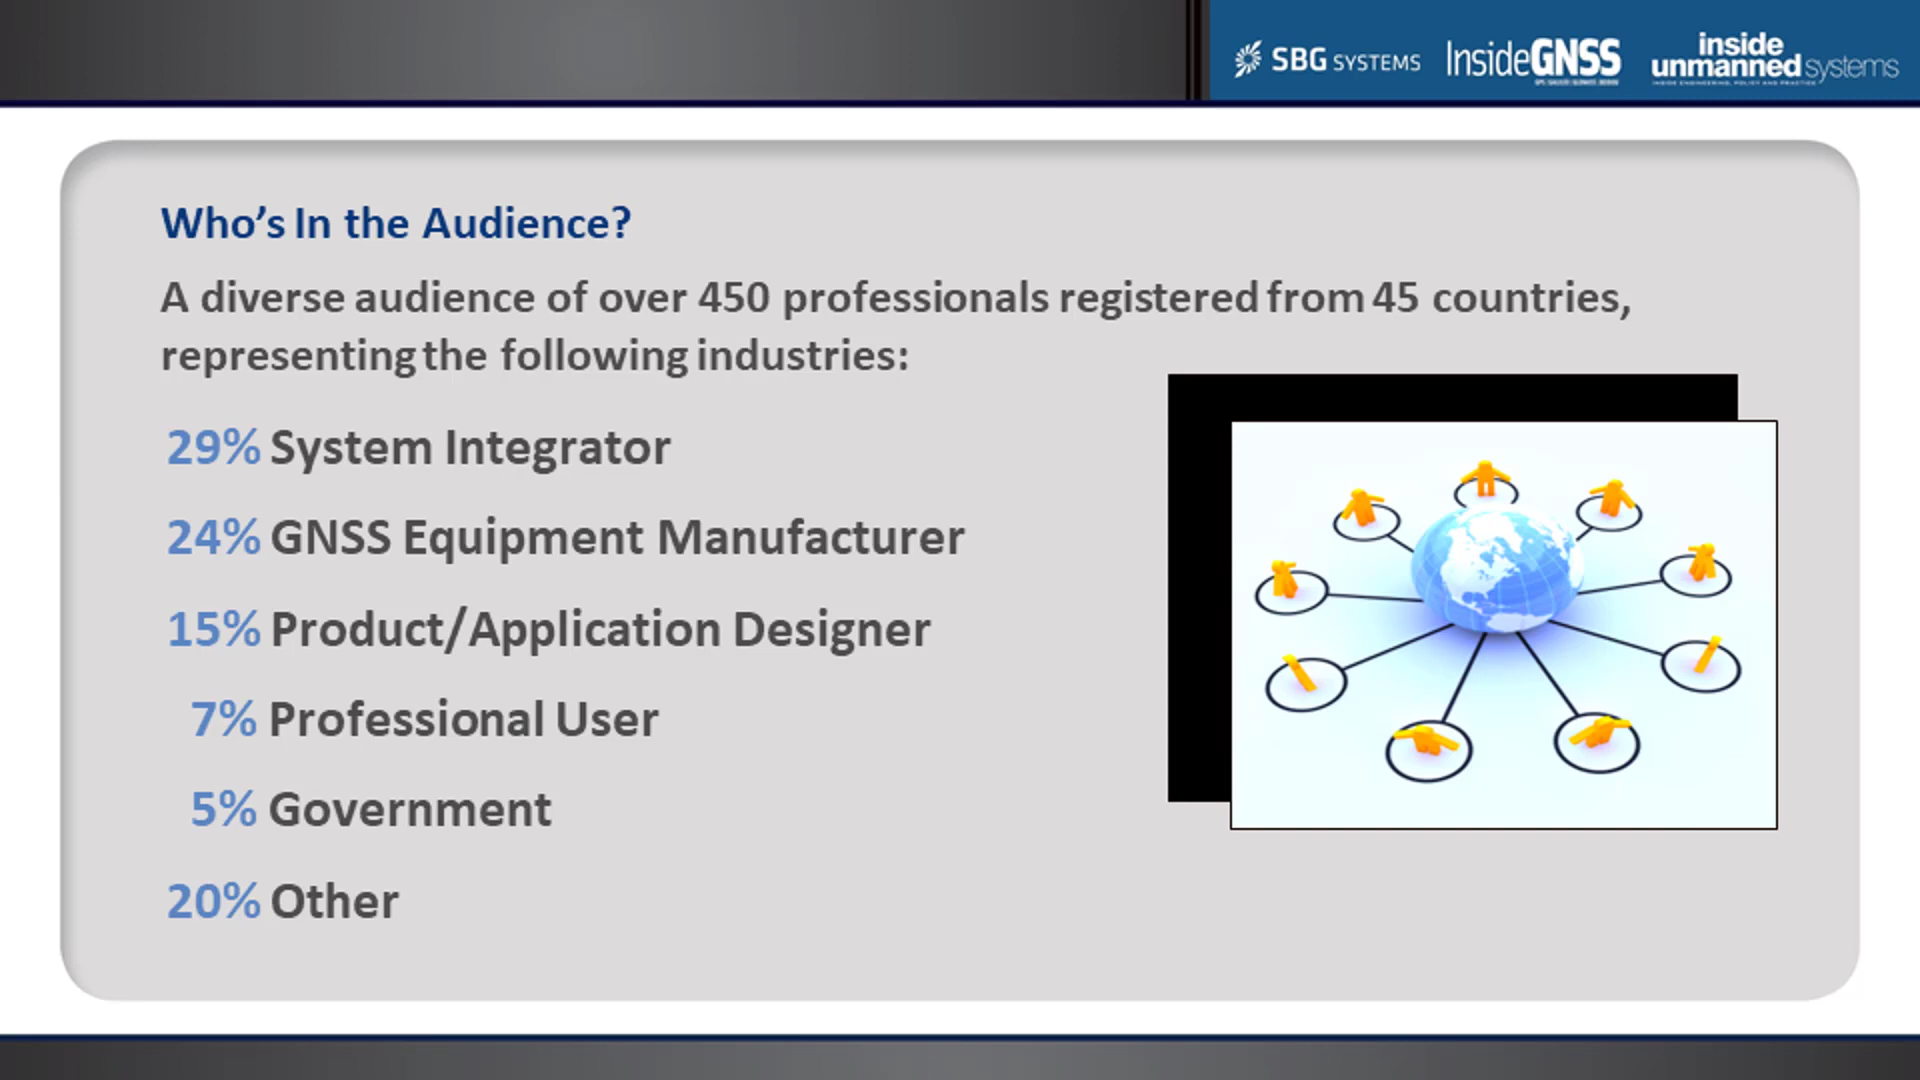 SBG SYSTEMS
InsideGNSS
inside
unmanned systems
Who's In the Audience?
A diverse audience of over 450 professionals registered from 45 countries,
representing the following industries:
29% System Integrator
24% GNSS Equipment Manufacturer
15% Product/Application Designer
7% Professional User
5% Government
20% Other